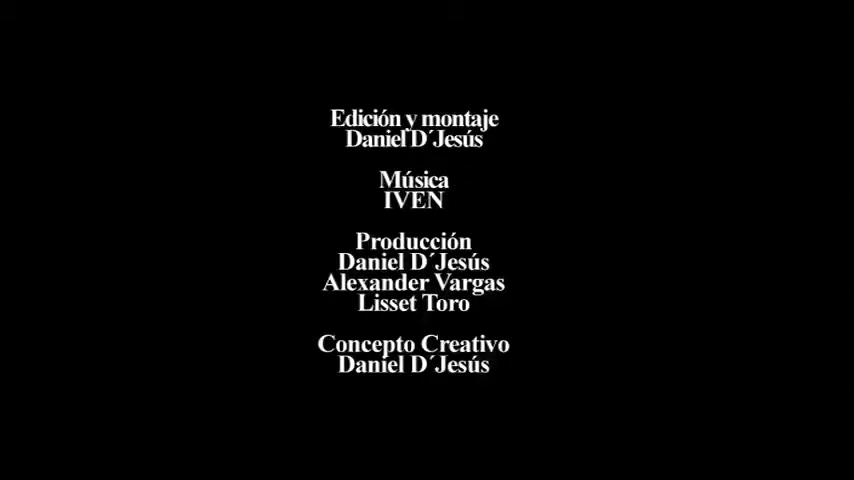 Edición y montaje
Daniel D´Jesús
Música
IVEN
Producción
Daniel D´Jesús
Alexander Vargas
Lisset Toro
Concepto Creativo
Daniel D´Jesús